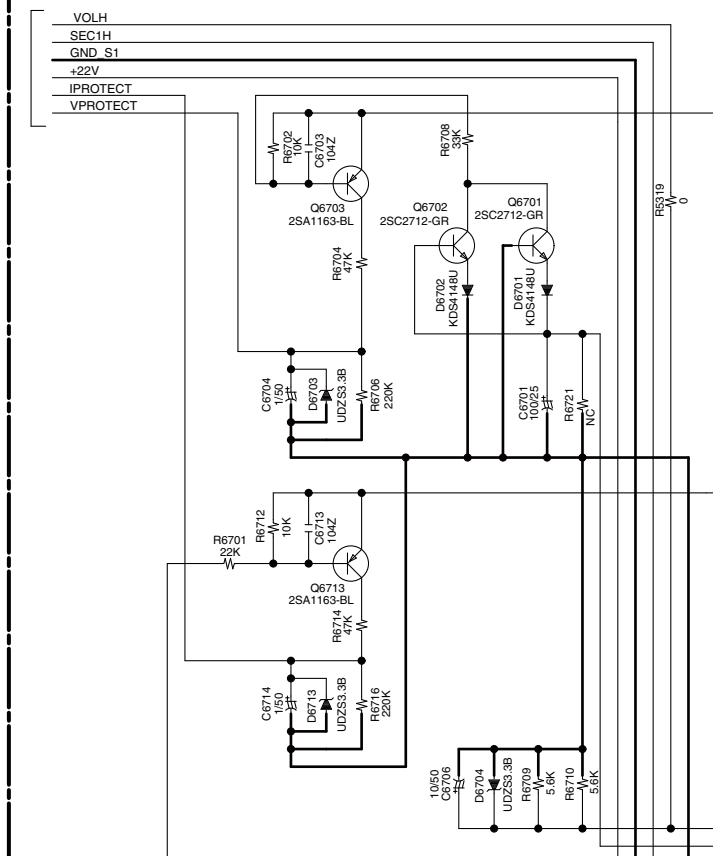 VOLH
SEC1H
GND_S1
+22V
IPROTECT
VPROTECT
R6702
10K
C6703
104Z
R6708
33K
Q6703
2SA1163-BL
Q6702
2SC2712-GR
Q6701
2SC2712-GR
R5319
0
R6704
47K
D6702
KDS4148U
D6701
KDS4148U
C6704
1/50
+
D6703
UDZS3.3B
R6706
220K
C6701
100/25
+
R6721
NC
R6701
22K
R6712
10K
C6713
104Z
Q6713
2SA1163-BL
R6714
47K
C6714
1/50
+
D6713
UDZS3.3B
R6716
220K
10/50
C6706
+
D6704
UDZS3.3B
R6709
5.6K
R6710
5.6K